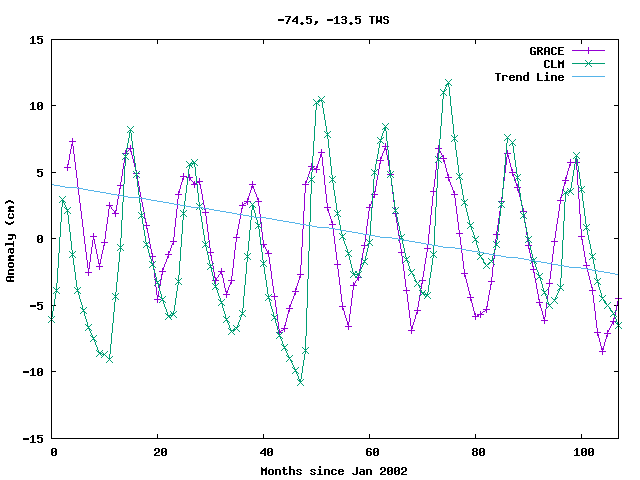 -74.5, -13.5 TWS
GRACE
CLM
Trend Line
15
10
5
0
-5
-10
-15
Anomaly (cm)
0 20 40 60 80 100
Months since Jan 2002